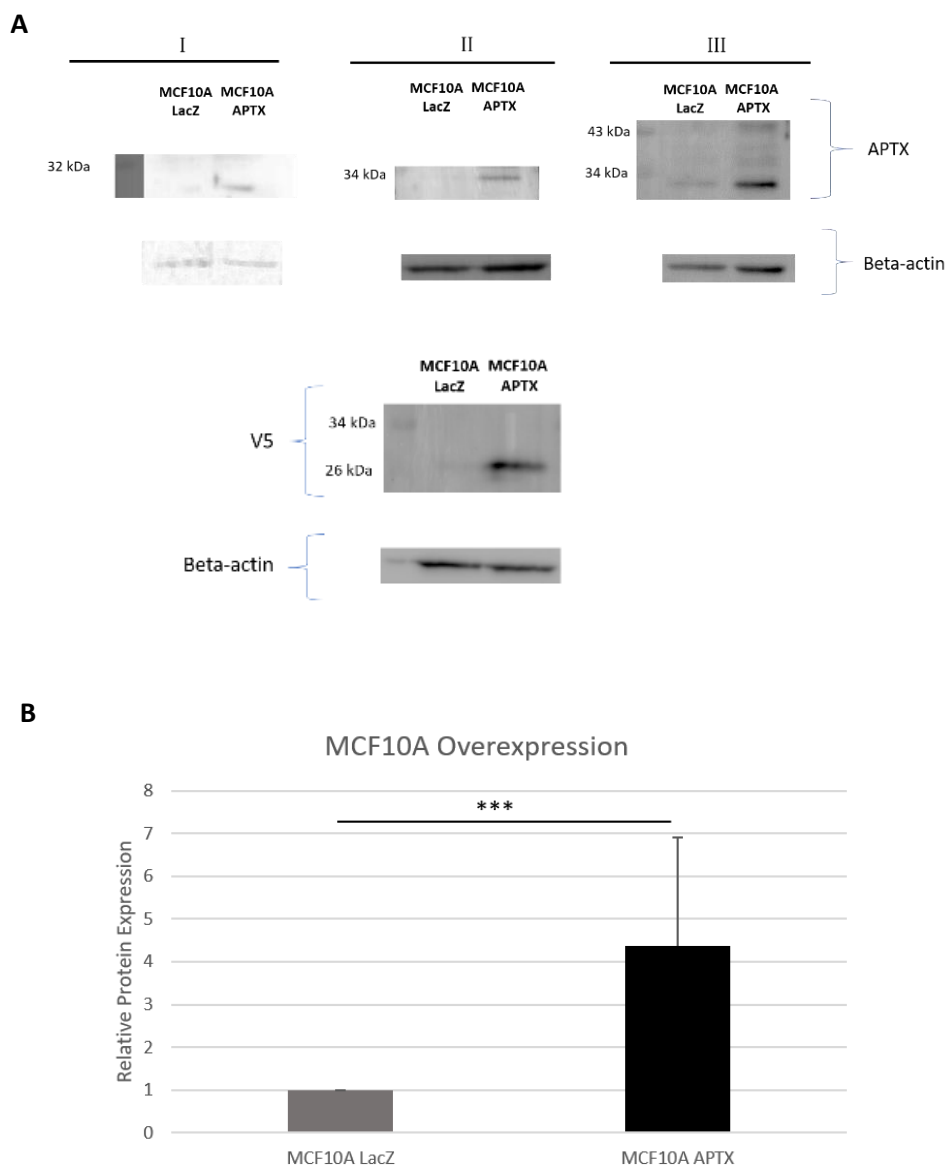 A
I
II
III
MCF10A MCF10A
LacZ APTX
MCF10A MCF10A
LacZ APTX
MCF10A MCF10A
LacZ APTX
32 kDa
34 kDa
43 kDa
34 kDa
APTX
Beta-actin
MCF10A MCF10A
LacZ APTX
V5
34 kDa
26 kDa
Beta-actin
B
MCF10A Overexpression
Relative Protein Expression
8
7
6
5
4
3
2
1
0
***
MCF10A LacZ
MCF10A APTX